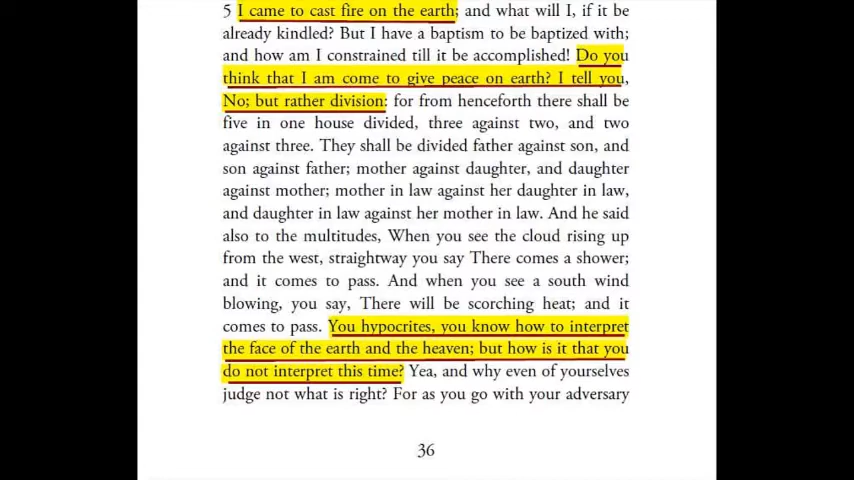 5 I came to cast fire on the earth; and what will I, if it be
already kindled? But I have a baptism to be baptized with;
and how am I constrained till it be accomplished! Do you
think that I am come to give peace on earth? I tell you,
No; but rather division: for from henceforth there shall be
five in one house divided, three against two, and two
against three. They shall be divided father against son, and
son against father; mother against daughter, and daughter
against mother; mother in law against her daughter in law,
and daughter in law against her mother in law. And he said
also to the multitudes, When you see the cloud rising up
from the west, straightway you say There comes a shower;
and it comes to pass. And when you see a south wind
blowing, you say, There will be scorching heat; and it
comes to pass. You hypocrites, you know how to interpret
the face of the earth and the heaven; but how is it that you
do not interpret this time? Yea, and why even of yourselves
judge not what is right? For as you go with your adversary
36